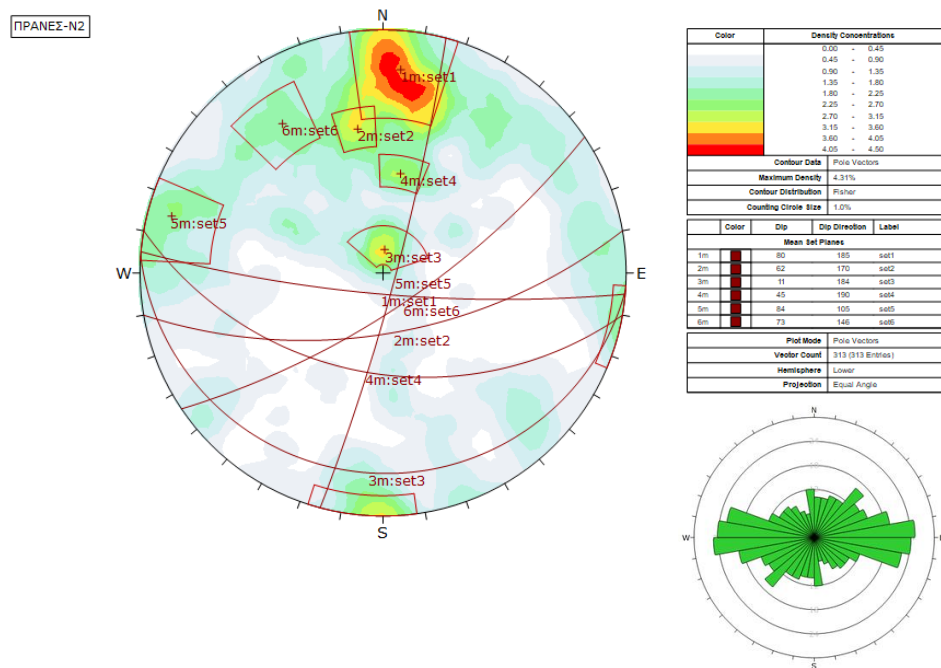 ΠΡΑΝΕΣ-N2
N
1m:set1
6m:set6
2m:set2
4m:set4
5m:set5
3m:set3
W
E
5m:set5
1m:set1
6m:set6
2m:set2
4m:set4
3m:set3
S
Color Density Concentrations
0.00 - 0.45
0.45 - 0.90
0.90 - 1.35
1.35 - 1.80
1.80 - 2.25
2.25 - 2.70
2.70 - 3.15
3.15 - 3.60
3.60 - 4.05
4.05 - 4.50
Contour Data Pole Vectors
Maximum Density 4.31%
Contour Distribution Fisher
Counting Circle Size 1.0%
Color Dip Dip Direction Label
Mean Set Planes
1m 80 185 set1
2m 62 170 set2
3m 11 184 set3
4m 45 190 set4
5m 84 105 set5
6m 73 146 set6
Plot Mode Pole Vectors
Vector Count 313 (313 Entries)
Hemisphere Lower
Projection Equal Angle
N
W
S